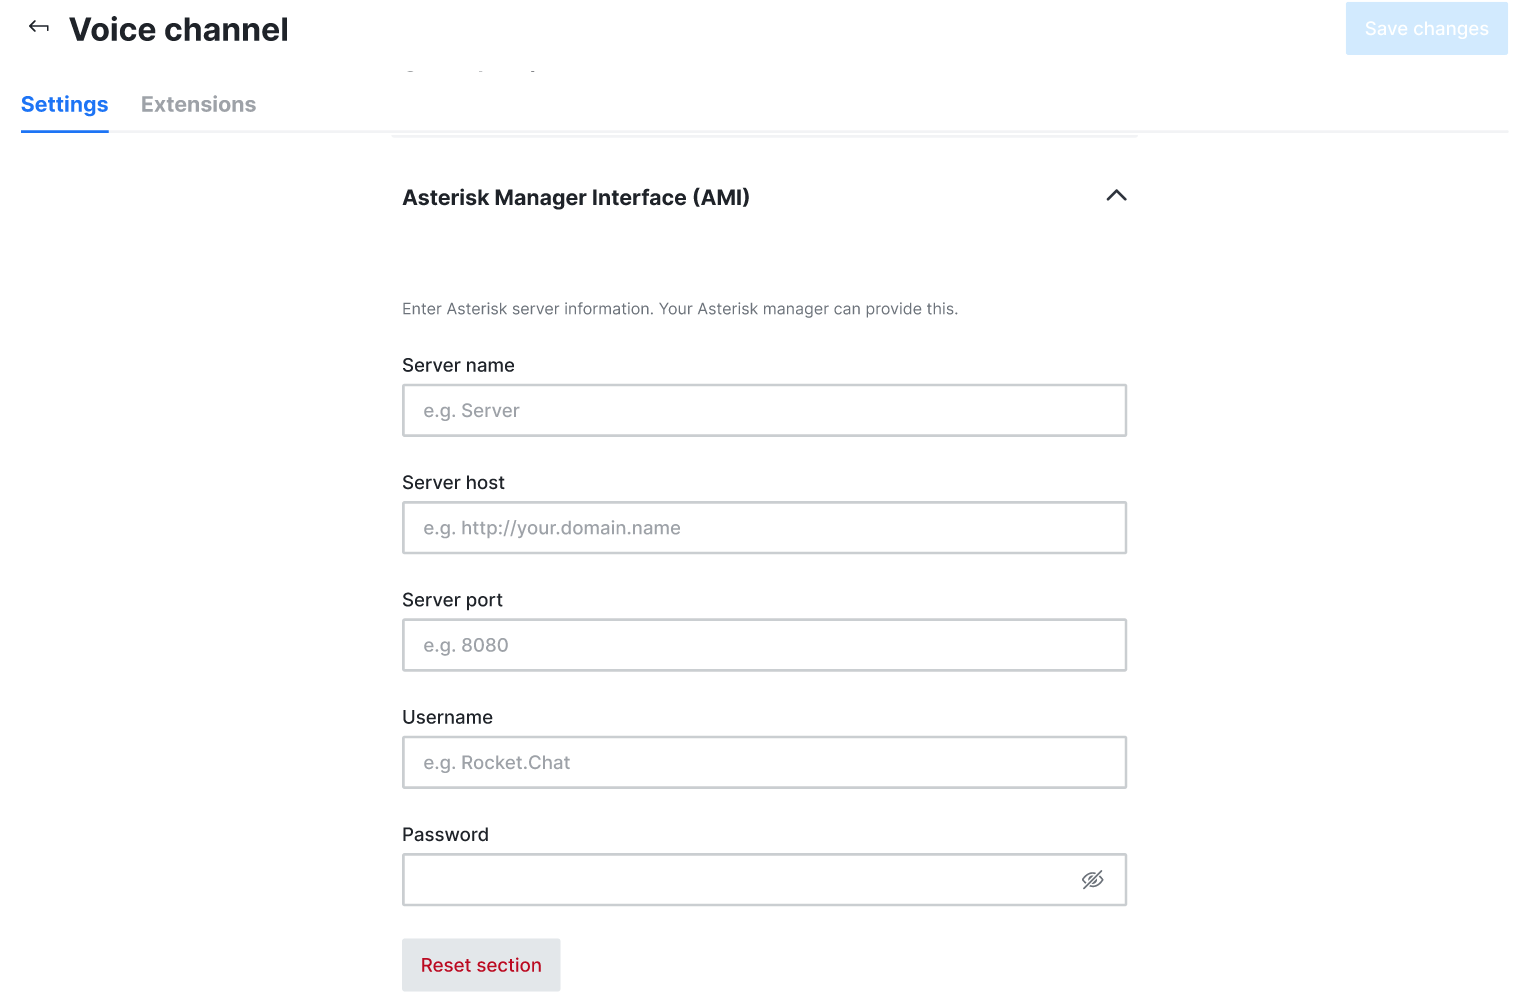 Voice channel
Save changes
Settings
Extensions
Asterisk Manager Interface (AMI)
Enter Asterisk server information. Your Asterisk manager can provide this.
Server name
e.g. Server
Server host
e.g. http://your.domain.name
Server port
e.g. 8080
Username
e.g. Rocket.Chat
Password
Reset section